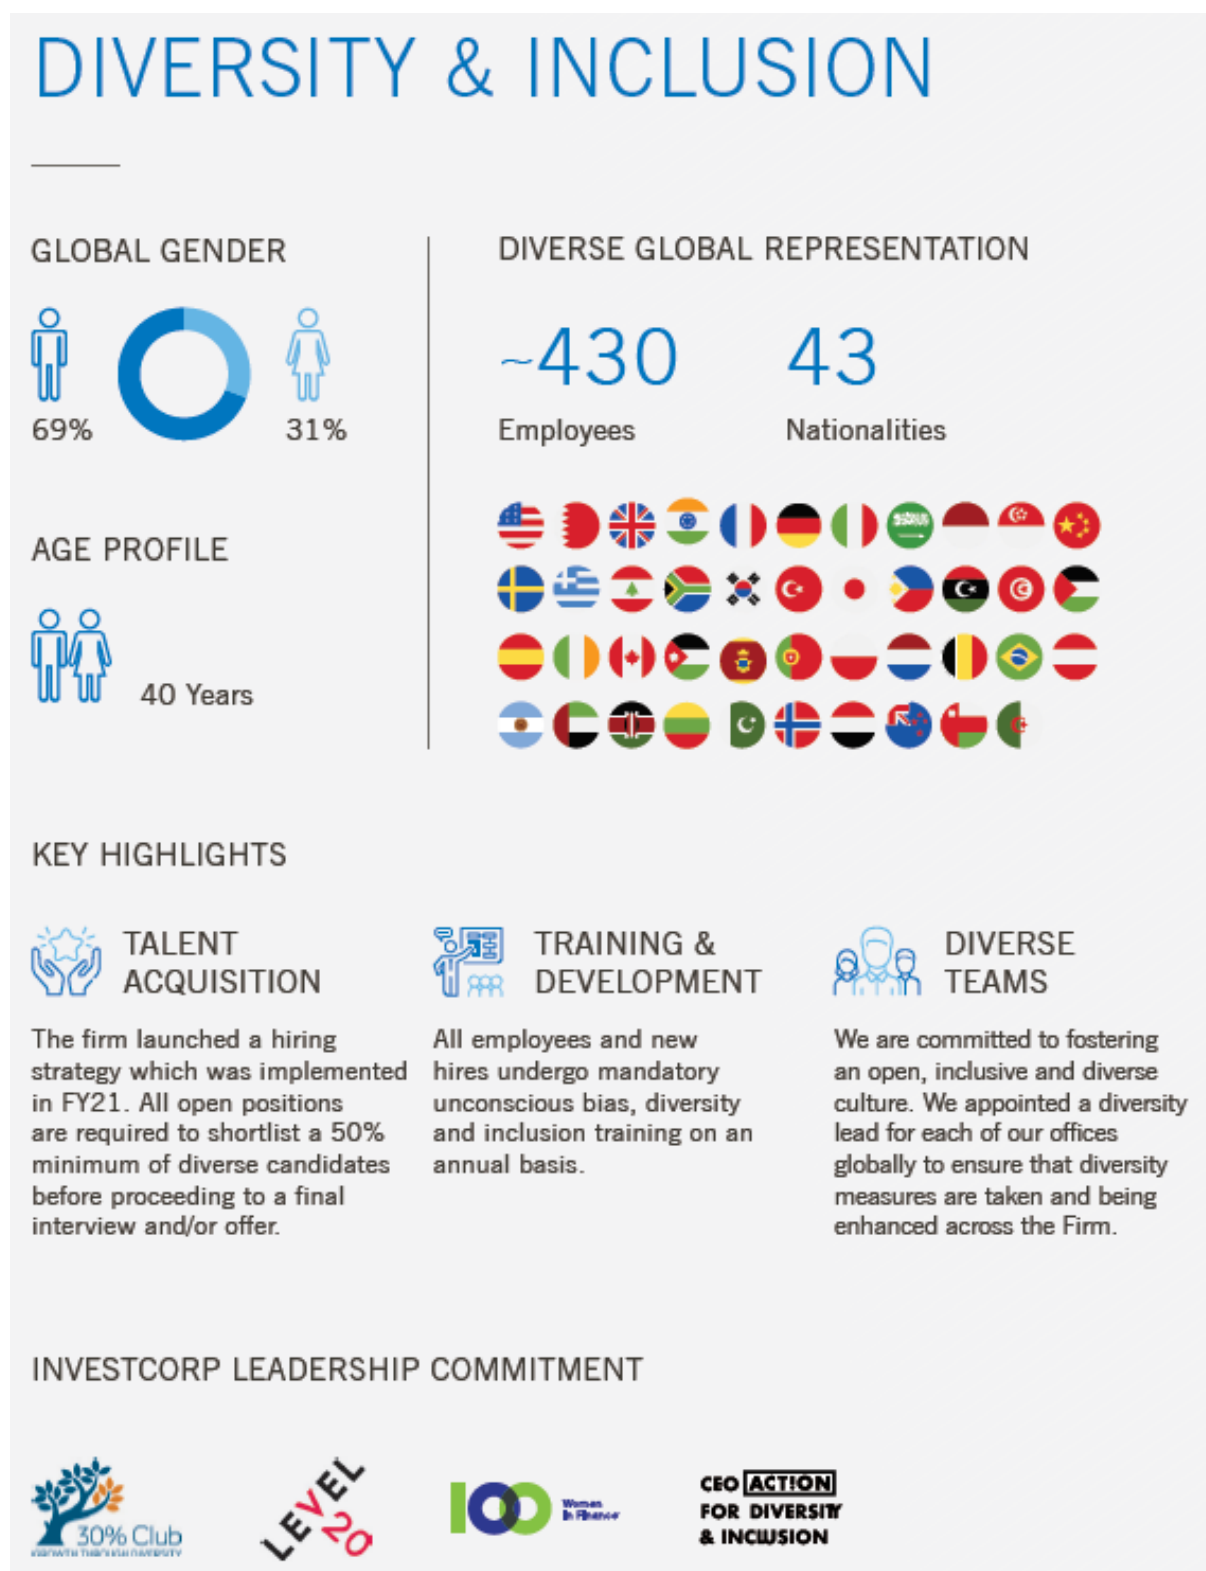 DIVERSITY & INCLUSION
GLOBAL GENDER
69%
31%
AGE PROFILE
40 Years
DIVERSE GLOBAL REPRESENTATION
~430
43
Employees
Nationalities
KEY HIGHLIGHTS
TALENT
ACQUISITION
The firm launched a hiring
strategy which was implemented
in FY21. All open positions
are required to shortlist a 50%
minimum of diverse candidates
before proceeding to a final
interview and/or offer.
TRAINING &
DEVELOPMENT
All employees and new
hires undergo mandatory
unconscious bias, diversity
and inclusion training on an
annual basis.
DIVERSE
TEAMS
We are committed to fostering
an open, inclusive and diverse
culture. We appointed a diversity
lead for each of our offices
globally to ensure that diversity
measures are taken and being
enhanced across the Firm.
INVESTCORP LEADERSHIP COMMITMENT
30% Club
GROWTH THROUGH DIVERSITY
LEVEL
20
100
Women
In Finance
CEO ACT!ON
FOR DIVERSITY
& INCLUSION